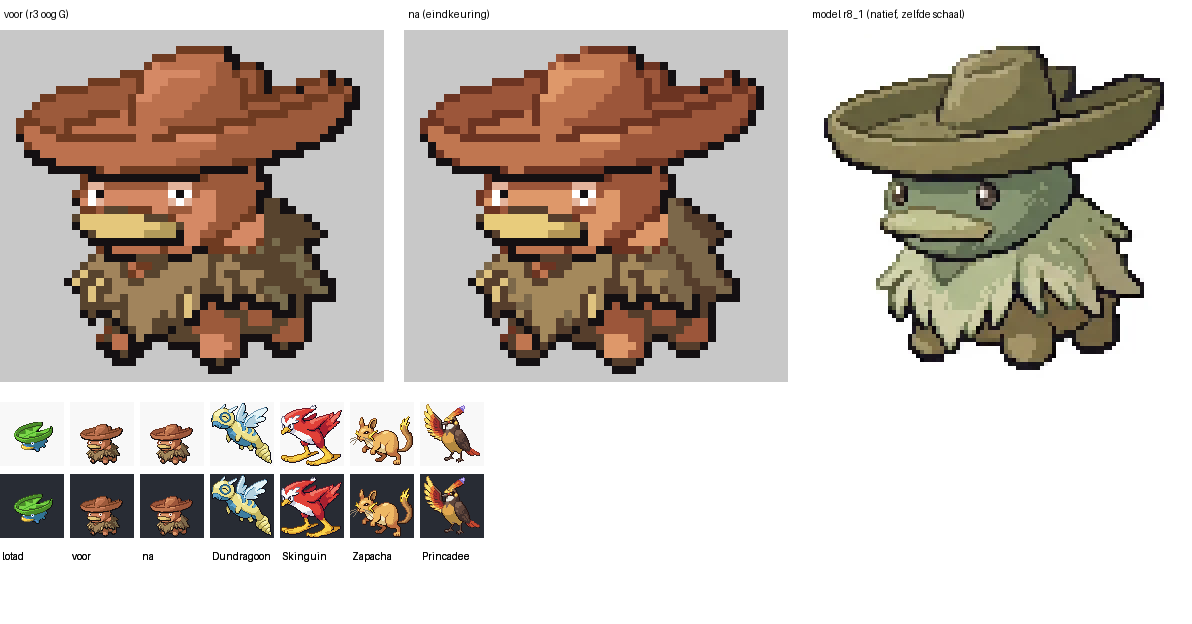 voor (r3 oog G)
na (eindkeuring)
model r8_1 (natief, zelfde schaal)
lotad
voor
na
Dundragoon
Skinguin
Zapacha
Princadee